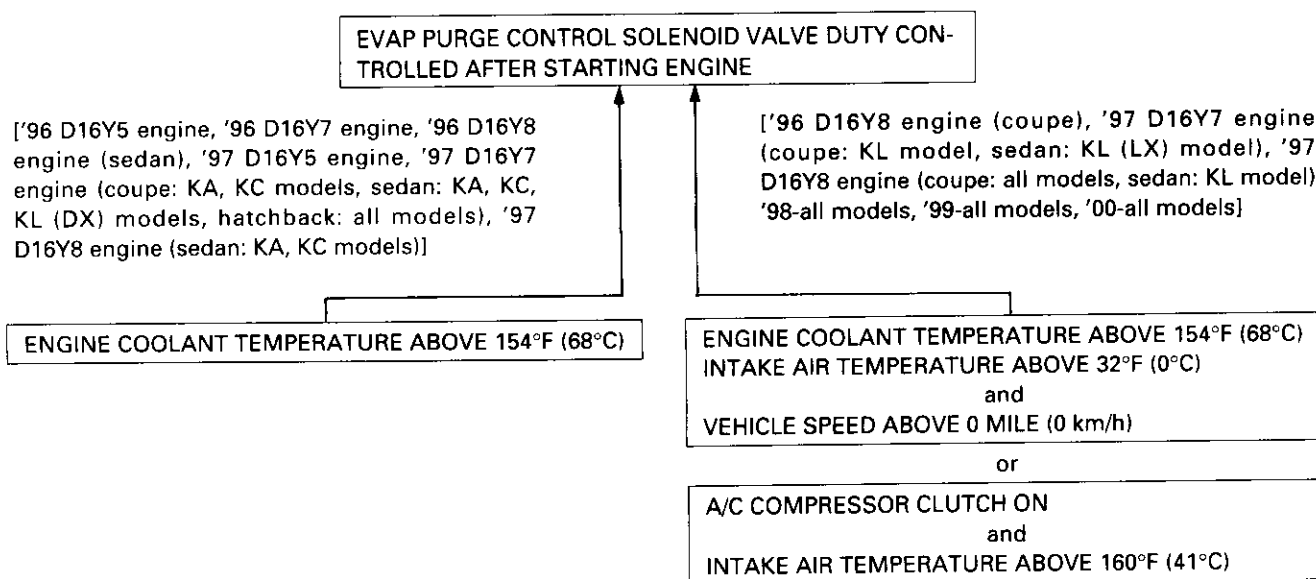 EVAP PURGE CONTROL SOLENOID VALVE DUTY CON-
TROLLED AFTER STARTING ENGINE
['96 D16Y5 engine, '96 D16Y7 engine, '96 D16Y8
engine (sedan), '97 D16Y5 engine, '97 D16Y7
engine (coupe: KA, KC models, sedan: KA, KC,
KL (DX) models, hatchback: all models), '97
D16Y8 engine (sedan: KA, KC models)]
['96 D16Y8 engine (coupe), '97 D16Y7 engine
(coupe: KL model, sedan: KL (LX) model), '97
D16Y8 engine (coupe: all models, sedan: KL model)
'98-all models, '99-all models, '00-all models]
ENGINE COOLANT TEMPERATURE ABOVE 154°F (68°C)
ENGINE COOLANT TEMPERATURE ABOVE 154°F (68°C)
INTAKE AIR TEMPERATURE ABOVE 32°F (0°C)
and
VEHICLE SPEED ABOVE 0 MILE (0 km/h)
or
A/C COMPRESSOR CLUTCH ON
and
INTAKE AIR TEMPERATURE ABOVE 160°F (41°C)